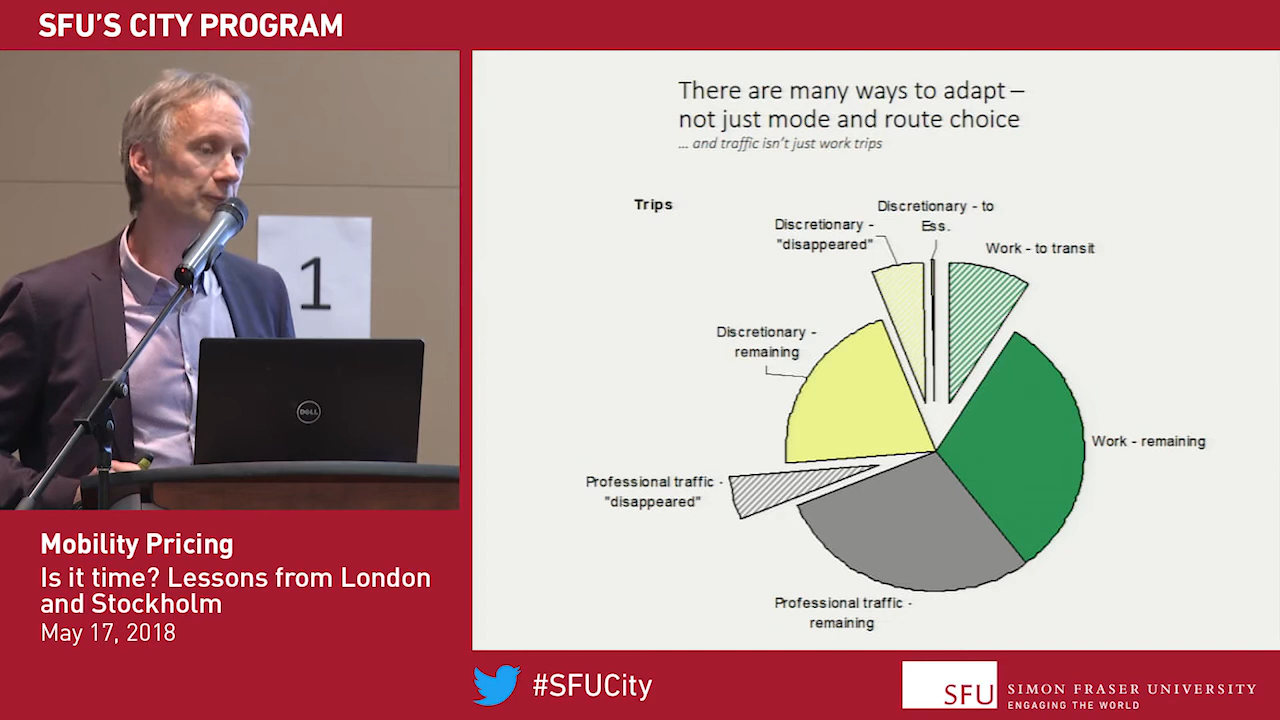 SFU'S CITY PROGRAM
There are many ways to adapt –
not just mode and route choice
... and traffic isn't just work trips
Trips
Discretionary - to
Ess.
Discretionary -
"disappeared"
Work - to transit
Discretionary -
remaining
Work - remaining
Professional traffic -
"disappeared"
Professional traffic -
remaining
1
DELL
Mobility Pricing
Is it time? Lessons from London
and Stockholm
May 17, 2018
#SFUCity
SFU
SIMON FRASER UNIVERSITY
ENGAGING THE WORLD